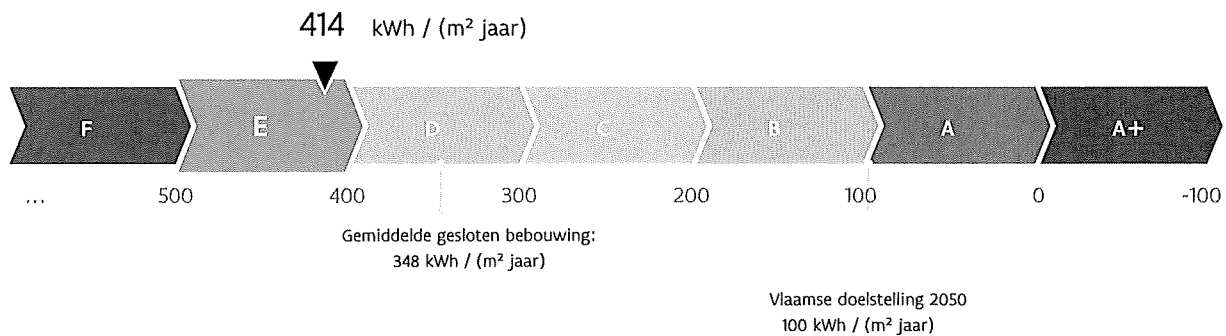 414 kWh / (m² jaar)
F E D C B A A+
... 500 400 300 200 100 0 -100
Gemiddelde gesloten bebouwing:
348 kWh / (m² jaar)
Vlaamse doelstelling 2050
100 kWh / (m² jaar)